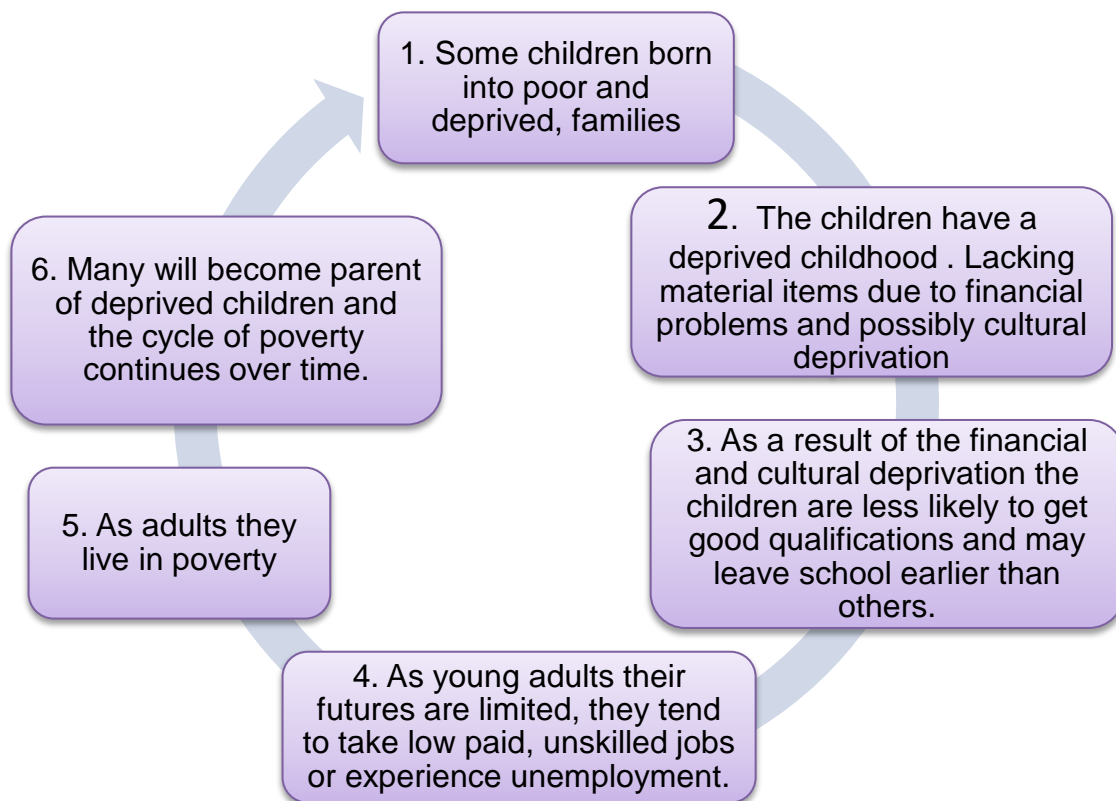 1. Some children born
into poor and
deprived, families
2. The children have a
deprived childhood . Lacking
material items due to financial
problems and possibly cultural
deprivation
3. As a result of the financial
and cultural deprivation the
children are less likely to get
good qualifications and may
leave school earlier than
others.
4. As young adults their
futures are limited, they tend
to take low paid, unskilled jobs
or experience unemployment.
5. As adults they
live in poverty
6. Many will become parent
of deprived children and
the cycle of poverty
continues over time.